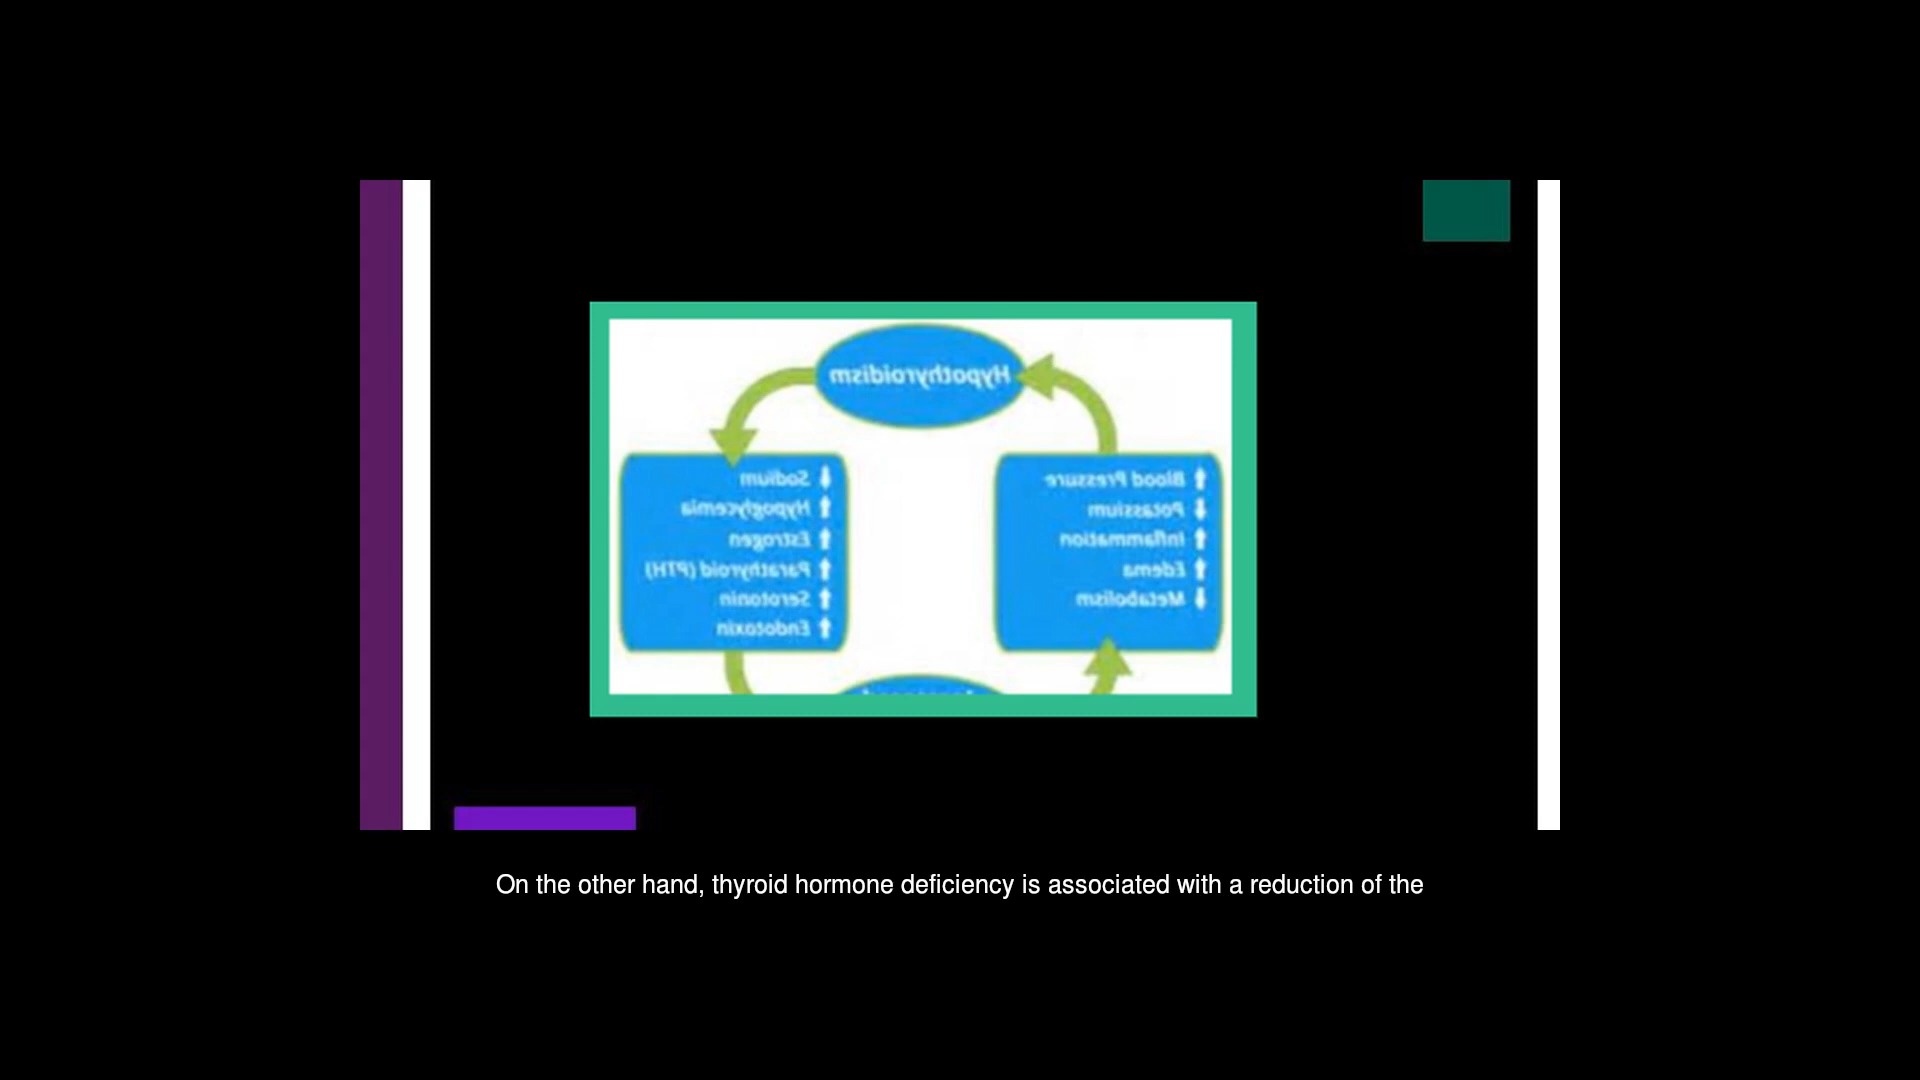 Hypothyroidism
Sodium
Hypoglycemia
Estrogen
Parathyroid (PTH)
Serotonin
Endotoxin
Blood Pressure
Potassium
Inflammation
Edema
Metabolism
On the other hand, thyroid hormone deficiency is associated with a reduction of the